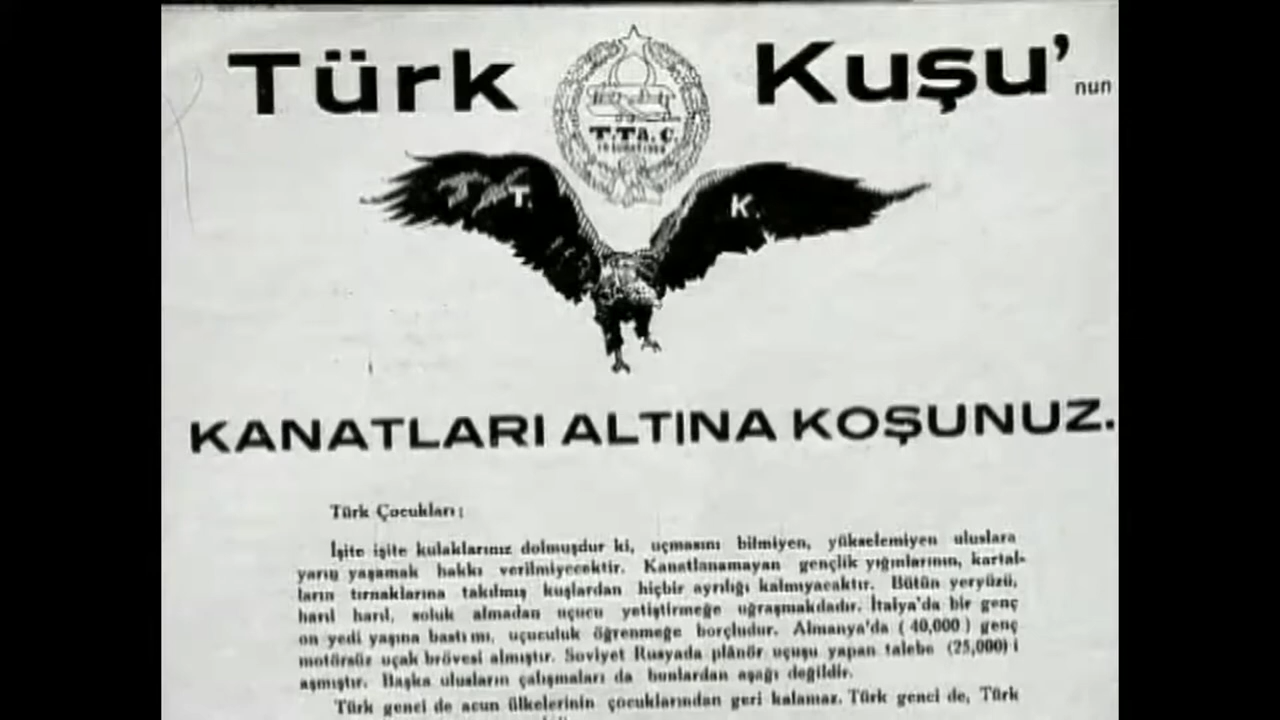 Türk Kuşu'nun
T.Ta.C.
T. K.
KANATLARI ALTINA KOŞUNUZ.
Türk Çocukları;
İşite işite kulaklarınız dolmuşdur ki, uçmasını bilmiyen, yükselemiyen uluslara
yarın yaşamak hakkı verilmiyecektir. Kanatlanamayan gençlik yığınlarının, kartal-
ların tırnaklarına takılmış kuşlardan hiçbir ayrılığı kalmıyacaktır. Bütün yeryüzü,
harıl harıl, soluk almadan uçucu yetiştirmeğe uğraşmakdadır. İtalya'da bir genç
on yedi yaşına bastı mı, uçuculuk öğrenmeğe borçludur. Almanya'da (40,000) genç
motörsüz uçak brövesi almıştır. Soviyet Rusyada plânör uçuşu yapan talebe (25,000) i
aşmıştır. Başka ulusların çalışmaları da bunlardan aşağı değildir.
Türk genci de acun ülkelerinin çocuklarından geri kalamaz. Türk genci de, Türk